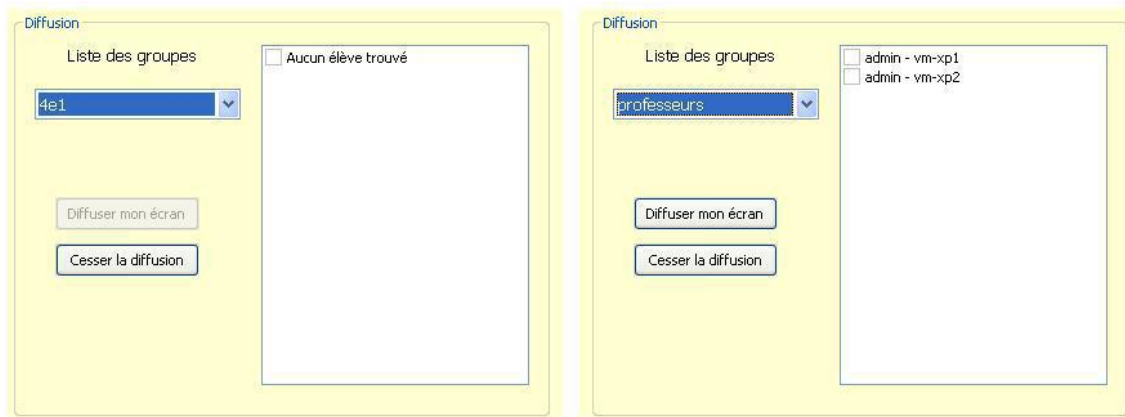 Diffusion
Liste des groupes
Aucun élève trouvé
4e1
Diffuser mon écran
Cesser la diffusion
Diffusion
Liste des groupes
admin - vm-xp1
admin - vm-xp2
professeurs
Diffuser mon écran
Cesser la diffusion